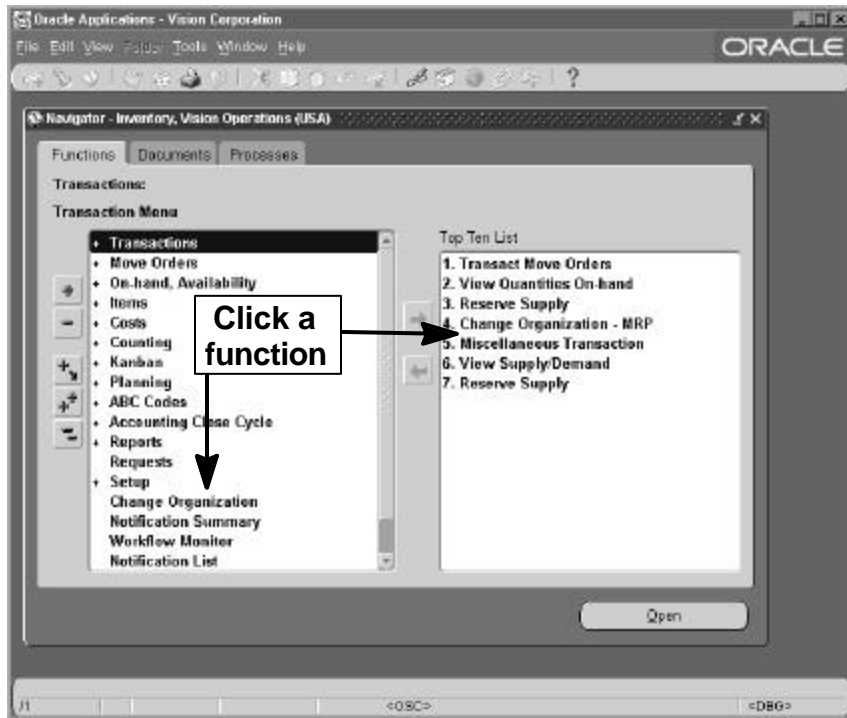 Oracle Applications - Vision Corporation
File Edit View Folder Tools Window Help
ORACLE
?
Navigator - Inventory, Vision Operations (USA)
Functions Documents Processes
Transactions:
Transaction Menu
+ Transactions
+ Move Orders
+ On-hand, Availability
+ Items
+ Costs
+ Counting
+ Kanban
+ Planning
+ ABC Codes
+ Accounting Close Cycle
+ Reports
Requests
+ Setup
Change Organization
Notification Summary
Workflow Monitor
Notification List
Click a
function
Top Ten List
1. Transact Move Orders
2. View Quantities On-hand
3. Reserve Supply
4. Change Organization - MRP
5. Miscellaneous Transaction
6. View Supply/Demand
7. Reserve Supply
Open
/1 <OSC> <DBG>